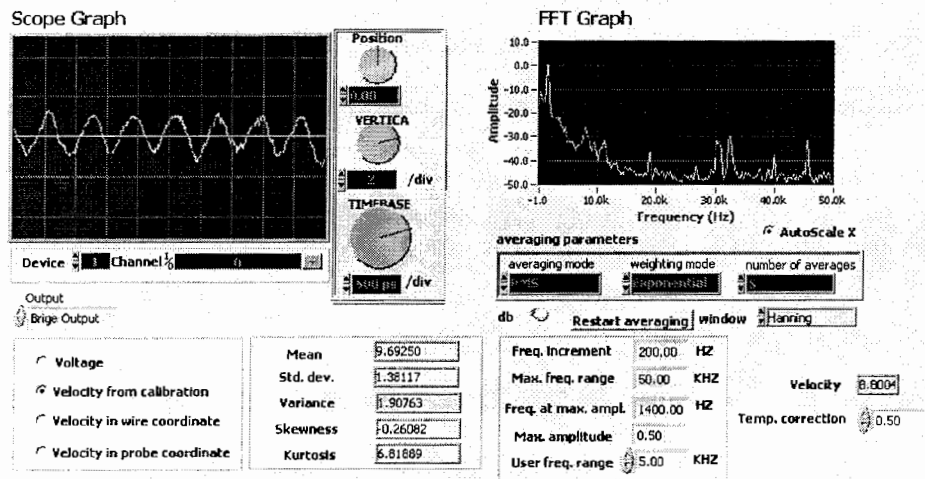 Scope Graph
Position
0.00
VERTICA
2 /div
TIMEBASE
500 µs /div
Device 1 Channel 0
Output
Brige Output
Voltage
Velocity from calibration
Velocity in wire coordinate
Velocity in probe coordinate
Mean 9.69250
Std. dev. 1.38117
Variance 1.90763
Skewness -0.26082
Kurtosis 6.81889
FFT Graph
Amplitude
10.0
0.0
-10.0
-20.0
-30.0
-40.0
-50.0
-1.0 10.0k 20.0k 30.0k 40.0k 50.0k
Frequency (Hz)
AutoScale X
averaging parameters
averaging mode weighting mode number of averages
RMS exponential 5
db Restart averaging window Hanning
Freq. Increment 200.00 HZ
Max. freq. range 50.00 KHZ
Freq. at max. ampl. 1400.00 HZ
Max. amplitude 0.50
User freq. range 5.00 KHZ
Velocity 8.8004
Temp. correction 0.50